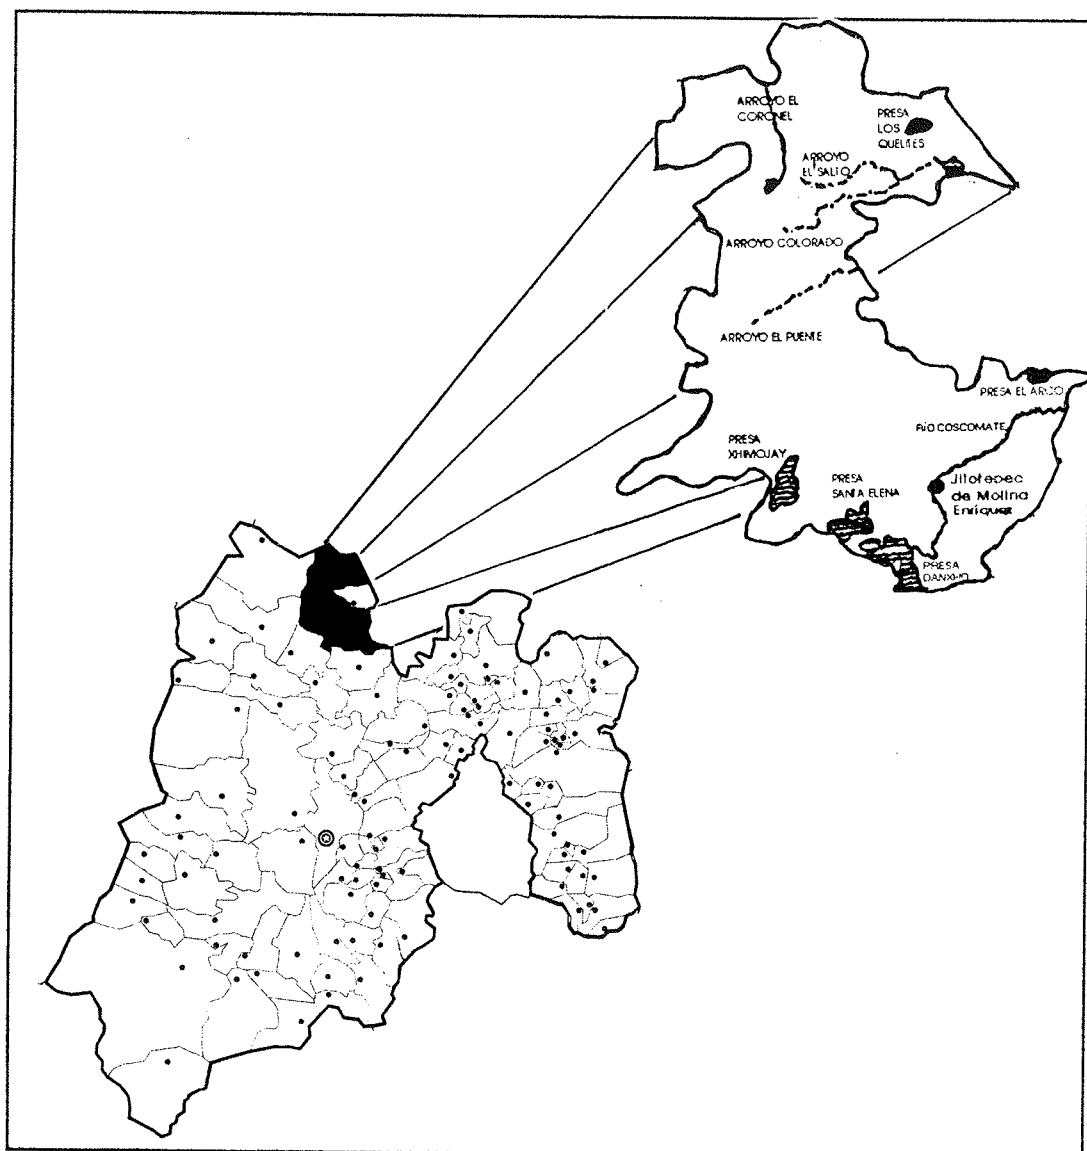 ARROYO EL
CORONEL
PRESA
LOS
QUELITES
ARROYO
EL SALTO
ARROYO COLORADO
ARROYO EL PUENTE
PRESA EL ARCO
RIO COSCOMATE
PRESA
XHIMOJAY
PRESA
SANTA ELENA
Jilotepec
de Molina
Enríquez
PRESA
DANXHO